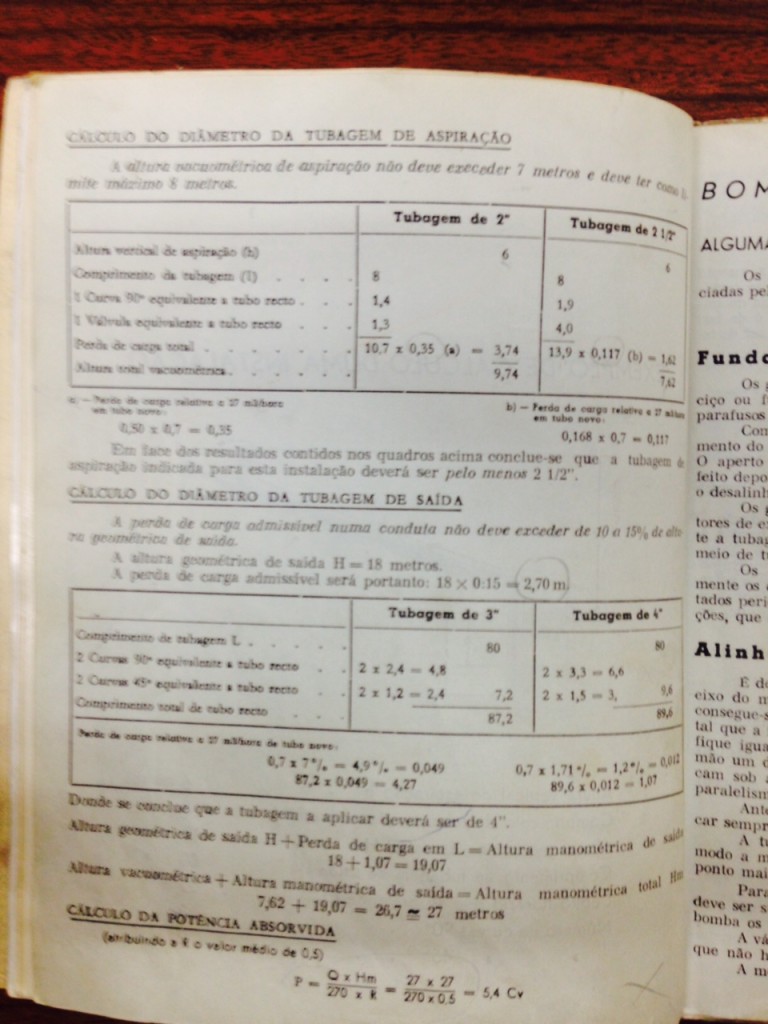 CÁLCULO DO DIÂMETRO DA TUBAGEM DE ASPIRAÇÃO
A altura vacuométrica de aspiração não deve execeder 7 metros e deve ter como li-
mite máximo 8 metros.
Tubagem de 2" Tubagem de 2 1/2"
Altura vertical de aspiração (h) 6 6
Comprimento da tubagem (l) . . . . 8 8
1 Curva 90º equivalente a tubo recto . . . 1,4 1,9
1 Válvula equivalente a tubo recto . . . 1,3 4,0
Perda de carga total . . . . . . . 10,7 x 0,35 (a) = 3,74 13,9 x 0,117 (b) = 1,62
Altura total vacuométrica . . . . . . 9,74 7,62
a) — Perda de carga relativa a 27 m3/hora
em tubo novo:
0,50 x 0,7 = 0,35
b) — Perda de carga relativa a 27 m3/hora
em tubo novo:
0,168 x 0,7 = 0,117
Em face dos resultados contidos nos quadros acima conclue-se que a tubagem de
aspiração indicada para esta instalação deverá ser pelo menos 2 1/2".
CÁLCULO DO DIÂMETRO DA TUBAGEM DE SAÍDA
A perda de carga admissível numa conduta não deve exceder de 10 a 15% de altu-
ra geométrica de saída.
A altura geométrica de saída H = 18 metros.
A perda de carga admissível será portanto: 18 × 0.15 = 2,70 m.
Tubagem de 3" Tubagem de 4"
Comprimento de tubagem L . . . . . 80 80
2 Curvas 90º equivalente a tubo recto . . 2 x 2,4 = 4,8 2 x 3,3 = 6,6
2 Curvas 45º equivalente a tubo recto . . 2 x 1,2 = 2,4 7,2 2 x 1,5 = 3, 9,6
Comprimento total de tubo recto . . . 87,2 89,6
Perda de carga relativa a 27 m3/hora de tubo novo:
0,7 x 7% = 4,9% = 0,049 0,7 x 1,71% = 1,2% = 0,012
87,2 x 0,049 = 4,27 89,6 x 0,012 = 1,07
Donde se conclue que a tubagem a aplicar deverá ser de 4".
Altura geométrica de saída H + Perda de carga em L = Altura manométrica de saída
18 + 1,07 = 19,07
Altura vacuométrica + Altura manométrica de saída = Altura manométrica total Hm
7,62 + 19,07 = 26,7 ≅ 27 metros
CÁLCULO DA POTÊNCIA ABSORVIDA
(atribuindo a k o valor médio de 0,5)
P = Q x Hm / 270 x k = 27 x 27 / 270 x 0,5 = 5,4 Cv
BOM
ALGUMA
Os
ciadas pel
Fundo
Os
ciço ou f
parafusos
Com
mento do
O aperto
feito depo
o desalinh
Os
tores de e
te a tubag
meio de t
Os
mente os
tados peri
ções, que
Alinh
É de
eixo do m
consegue-s
tal que a
fique igua
mão um d
cam sob
paralelism
Ante
car sempr
A tu
modo a m
ponto mai
Para
deve ser s
bomba os
A vá
que não h
A m